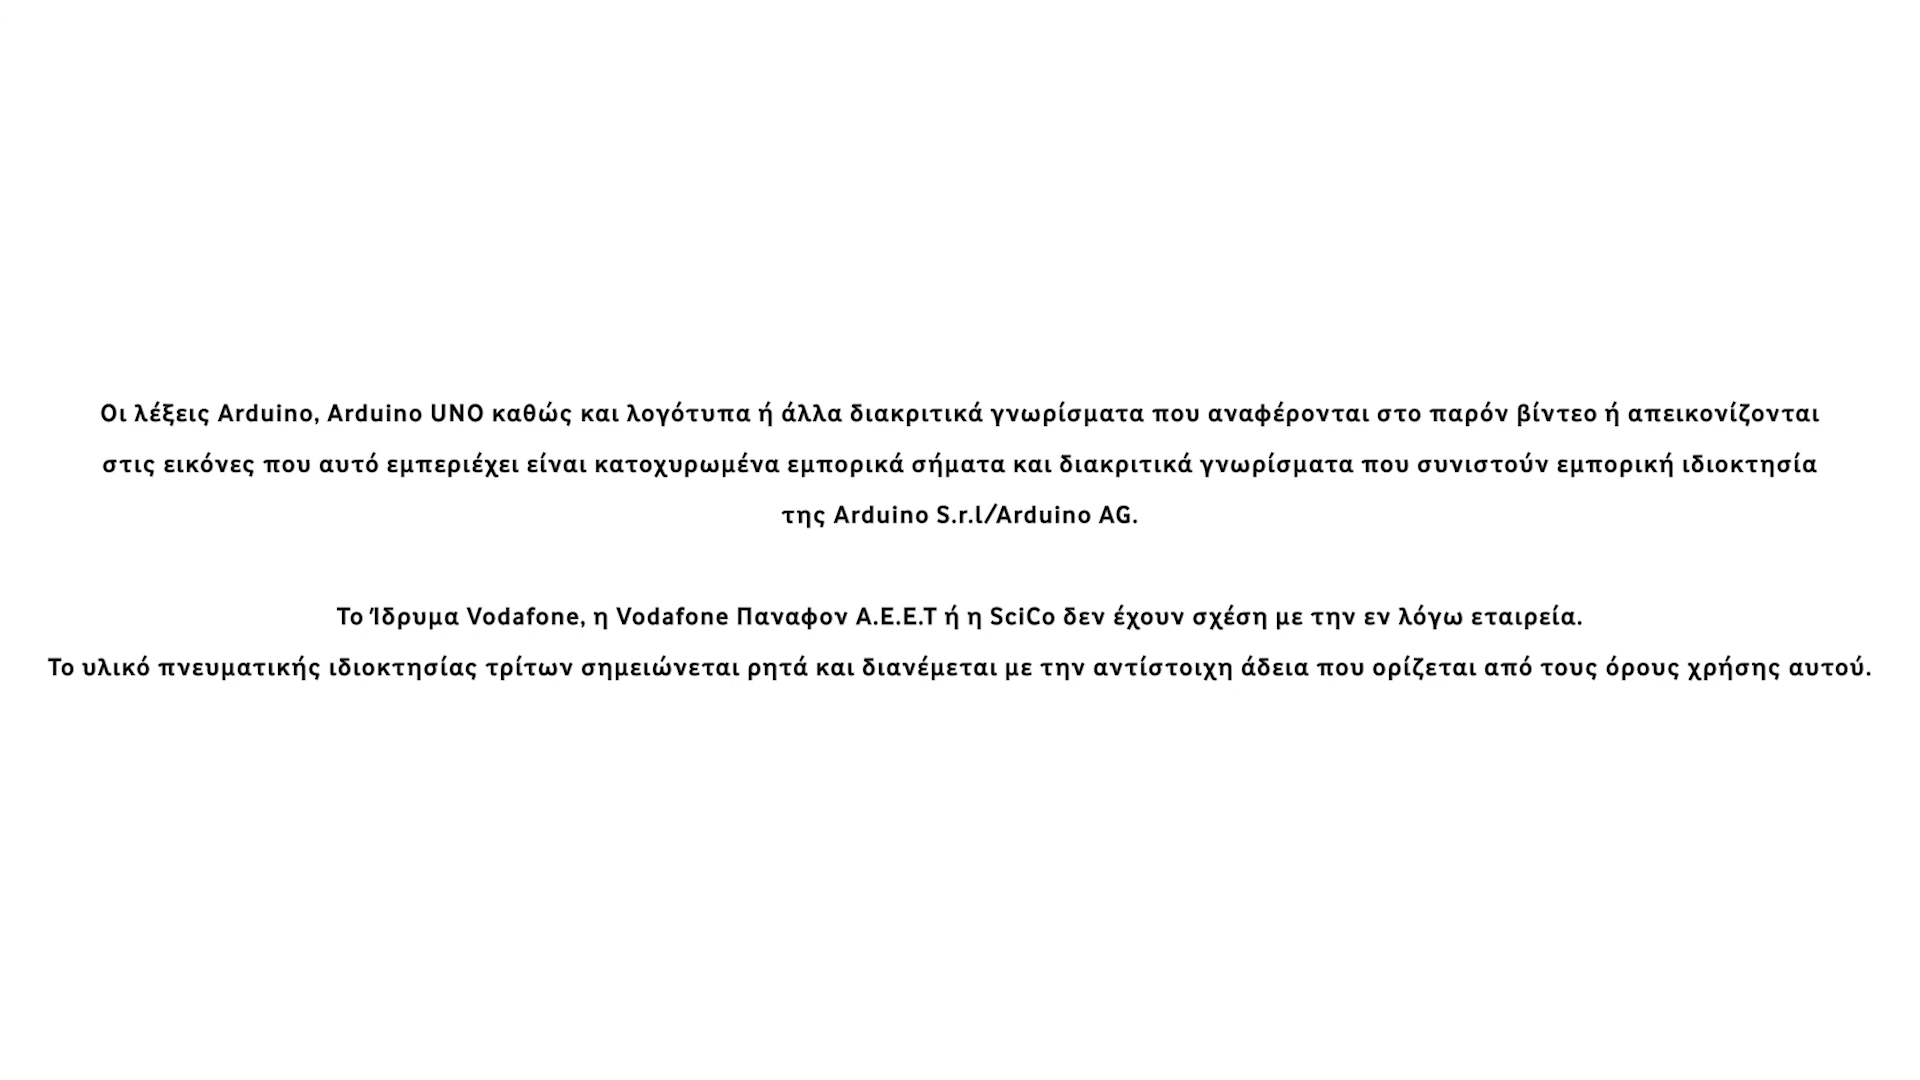 Οι λέξεις Arduino, Arduino UNO καθώς και λογότυπα ή άλλα διακριτικά γνωρίσματα που αναφέρονται στο παρόν βίντεο ή απεικονίζονται
στις εικόνες που αυτό εμπεριέχει είναι κατοχυρωμένα εμπορικά σήματα και διακριτικά γνωρίσματα που συνιστούν εμπορική ιδιοκτησία
της Arduino S.r.l/Arduino AG.
Το Ίδρυμα Vodafone, η Vodafone Παναφον Α.Ε.Ε.Τ ή η SciCo δεν έχουν σχέση με την εν λόγω εταιρεία.
Το υλικό πνευματικής ιδιοκτησίας τρίτων σημειώνεται ρητά και διανέμεται με την αντίστοιχη άδεια που ορίζεται από τους όρους χρήσης αυτού.